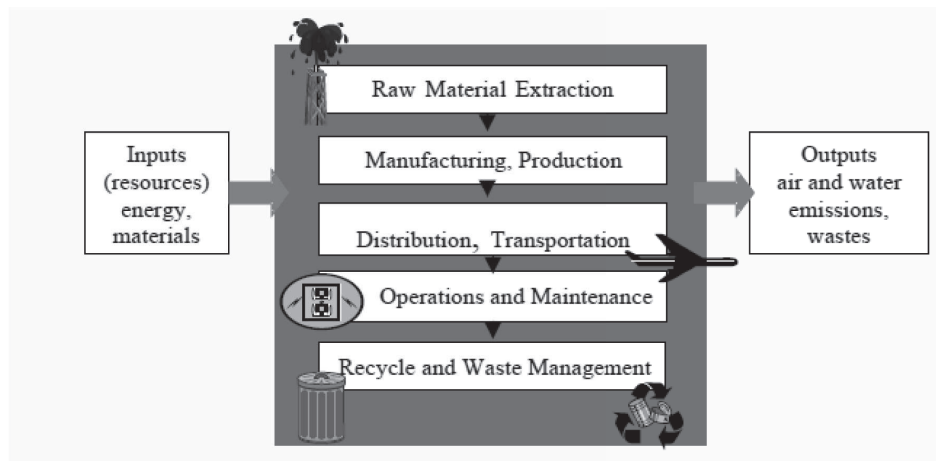 Raw Material Extraction
Inputs
(resources)
energy,
materials
Manufacturing, Production
Distribution, Transportation
Operations and Maintenance
Recycle and Waste Management
Outputs
air and water
emissions,
wastes